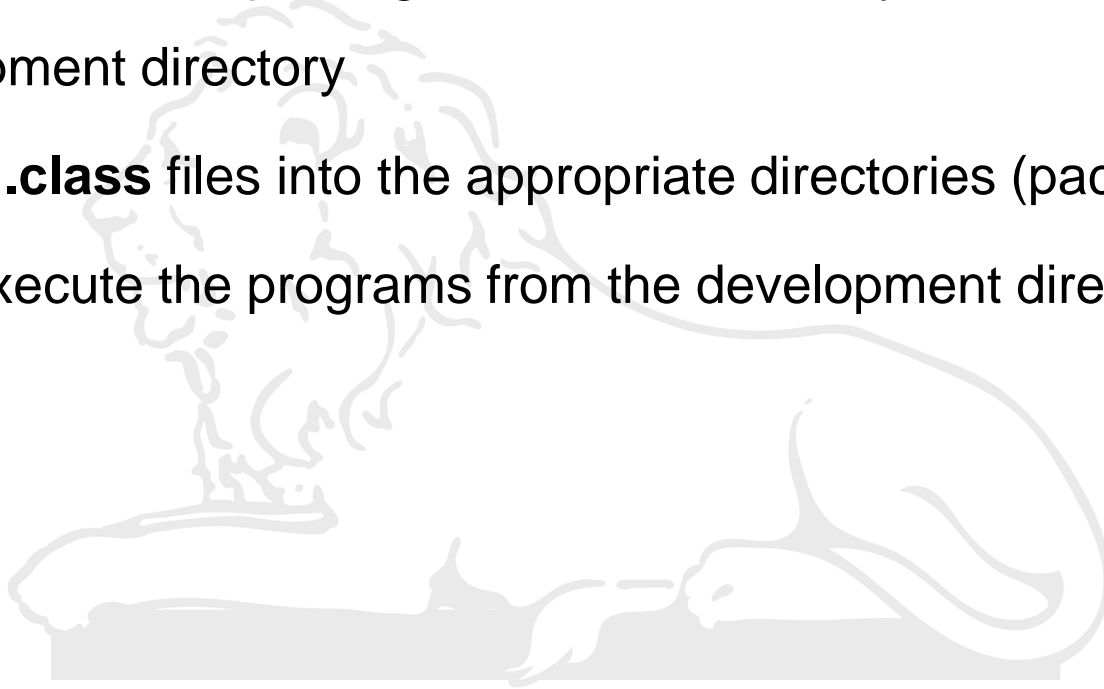 oment directory
.class files into the appropriate directories (pac
xecute the programs from the development dire